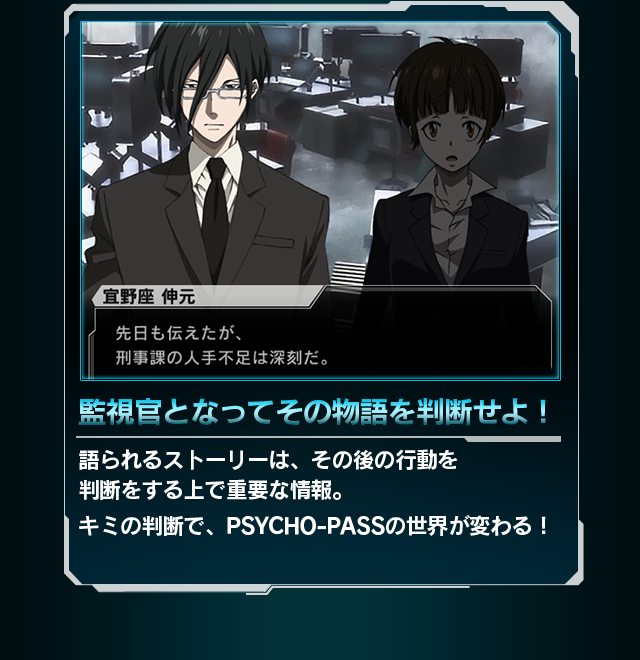 宜野座 伸元
先日も伝えたが、
刑事課の人手不足は深刻だ。
監視官となってその物語を判断せよ！
語られるストーリーは、その後の行動を
判断をする上で重要な情報。
キミの判断で、PSYCHO-PASSの世界が変わる！